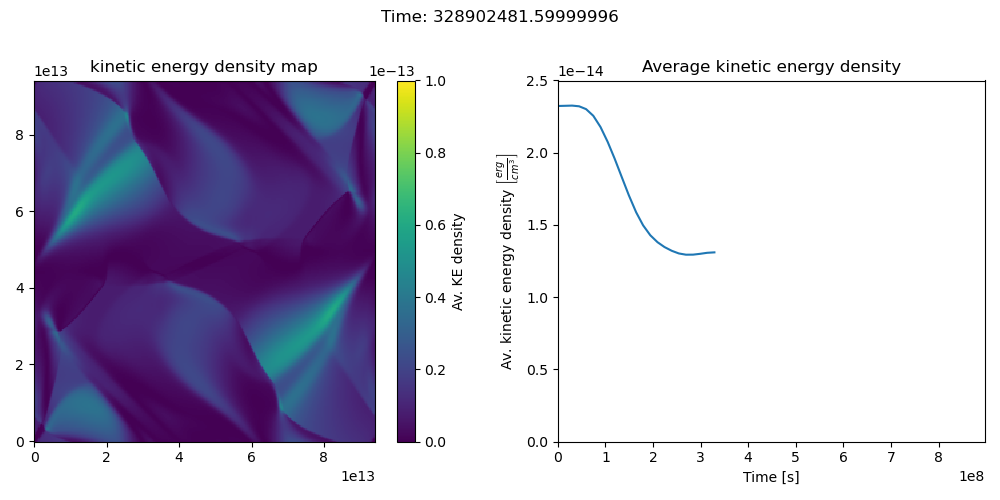 Time: 328902481.59999996
kinetic energy density map
1e13
1e−13
8
6
4
2
0
0
2
4
6
8
1e13
1.0
0.8
0.6
0.4
0.2
0.0
Av. KE density
Average kinetic energy density
1e−14
2.5
2.0
1.5
1.0
0.5
0.0
Av. kinetic energy density [erg/cm³]
0
1
2
3
4
5
6
7
8
Time [s]
1e8